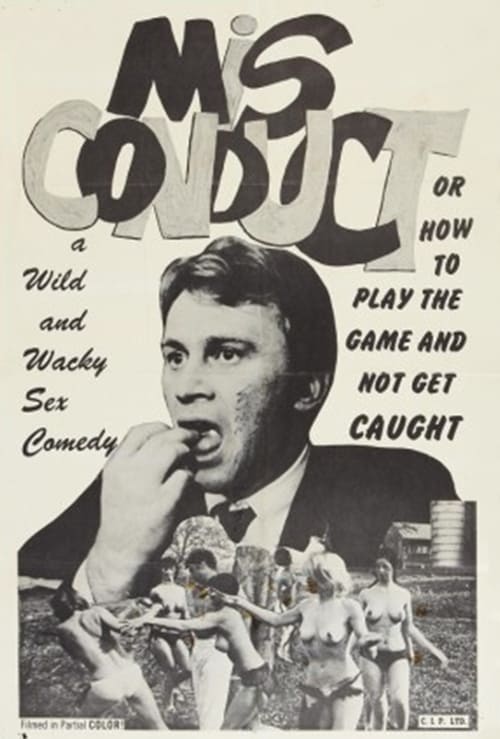 MiS
CONDUCT
OR
HOW
TO
PLAY THE
GAME AND
NOT GET
CAUGHT
a
Wild
and
Wacky
Sex
Comedy
Filmed in Partial COLOR!
C. I. P. LTD.